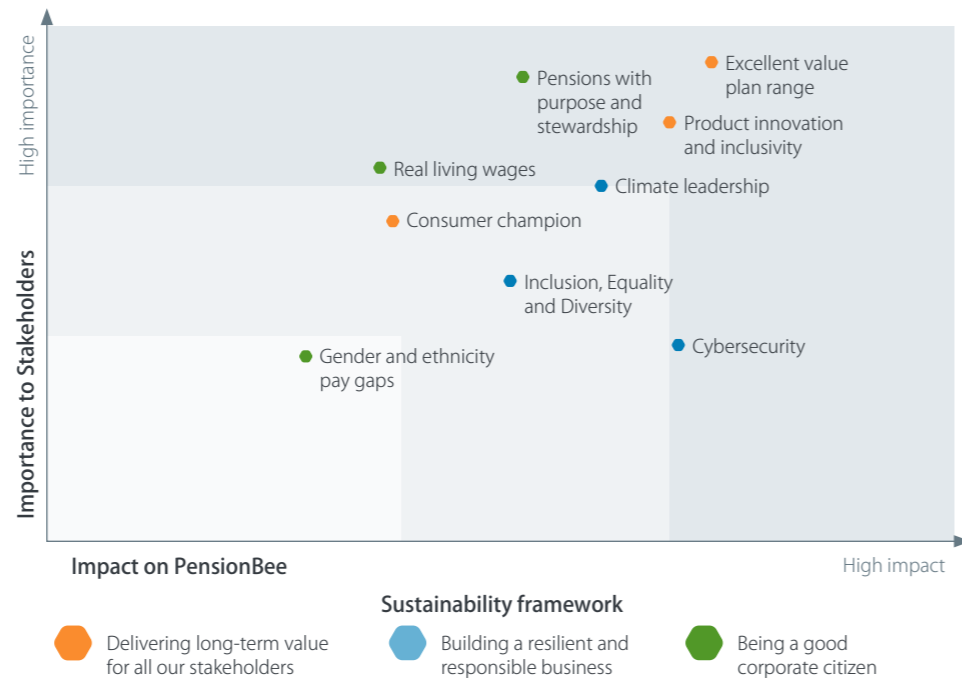 High importance
Importance to Stakeholders
Excellent value
plan range
Pensions with
purpose and
stewardship
Product innovation
and inclusivity
Real living wages
Climate leadership
Consumer champion
Inclusion, Equality
and Diversity
Cybersecurity
Gender and ethnicity
pay gaps
Impact on PensionBee
High impact
Sustainability framework
Delivering long-term value
for all our stakeholders
Building a resilient and
responsible business
Being a good
corporate citizen